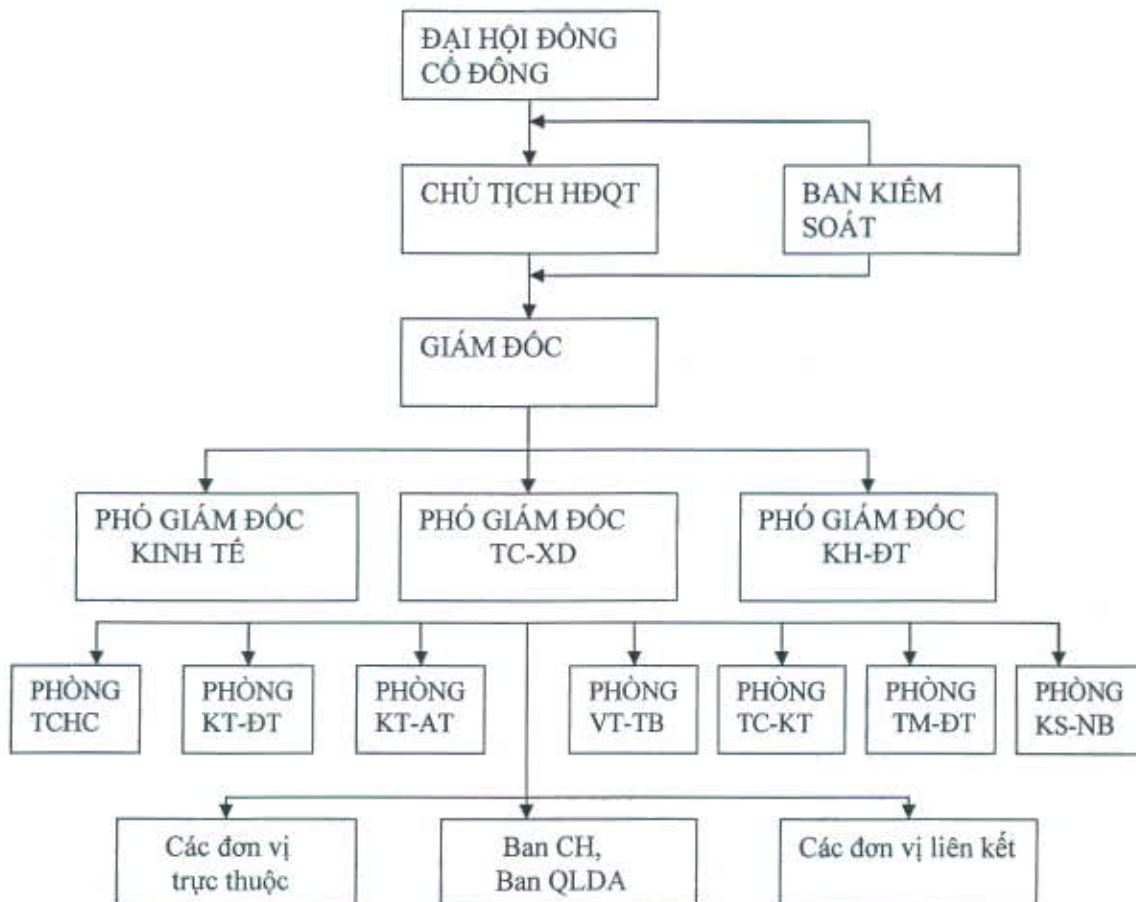 ĐẠI HỘI ĐỒNG
CỔ ĐÔNG
CHỦ TỊCH HĐQT
BAN KIỂM
SOÁT
GIÁM ĐỐC
PHÓ GIÁM ĐỐC
KINH TẾ
PHÓ GIÁM ĐỐC
TC-XD
PHÓ GIÁM ĐỐC
KH-ĐT
PHÒNG
TCHC
PHÒNG
KT-ĐT
PHÒNG
KT-AT
PHÒNG
VT-TB
PHÒNG
TC-KT
PHÒNG
TM-ĐT
PHÒNG
KS-NB
Các đơn vị
trực thuộc
Ban CH,
Ban QLDA
Các đơn vị liên kết